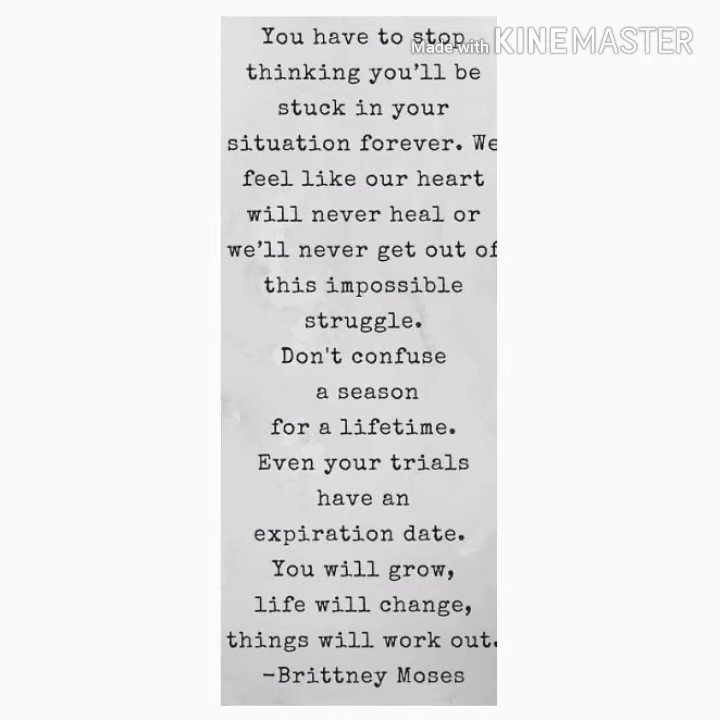 You have to stop
Made with KINEMASTER
thinking you'll be
stuck in your
situation forever. We
feel like our heart
will never heal or
we'll never get out of
this impossible
struggle.
Don't confuse
a season
for a lifetime.
Even your trials
have an
expiration date.
You will grow,
life will change,
things will work out.
-Brittney Moses